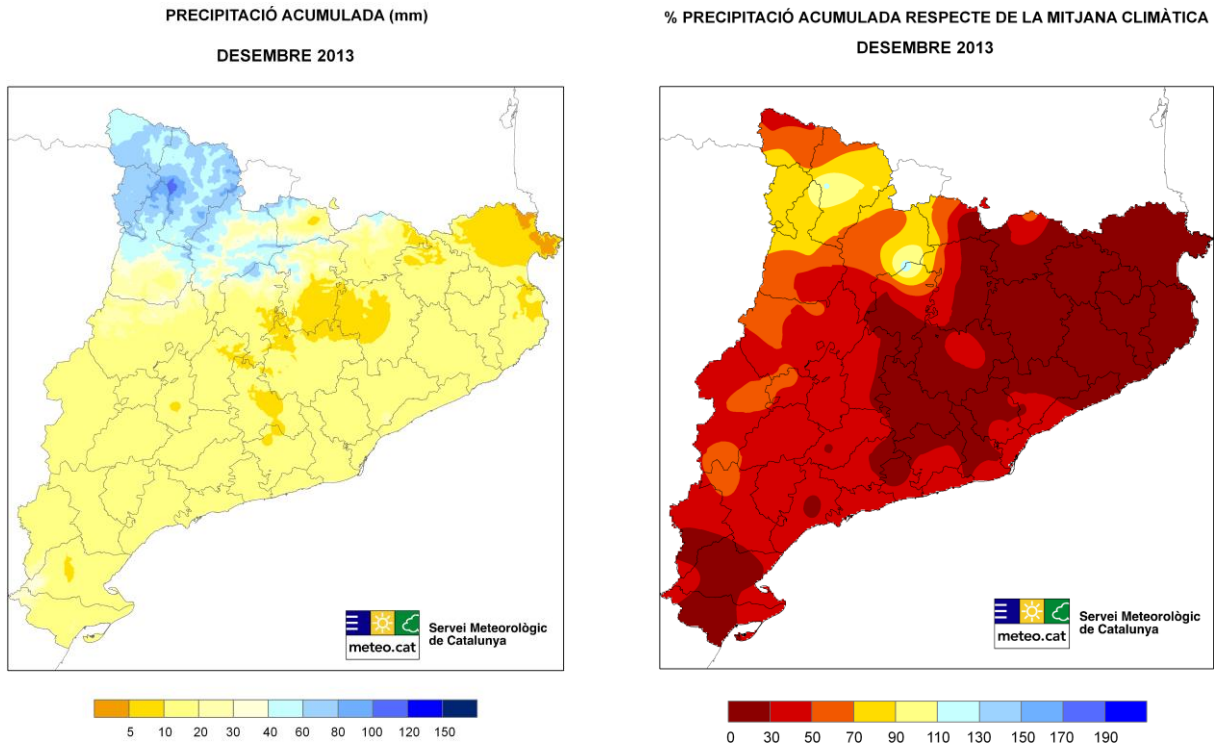 PRECIPITACIÓ ACUMULADA (mm)
DESEMBRE 2013
meteo.cat
Servei Meteorològic
de Catalunya
5 10 20 30 40 60 80 100 120 150
% PRECIPITACIÓ ACUMULADA RESPECTE DE LA MITJANA CLIMÀTICA
DESEMBRE 2013
meteo.cat
Servei Meteorològic
de Catalunya
0 30 50 70 90 110 130 150 170 190